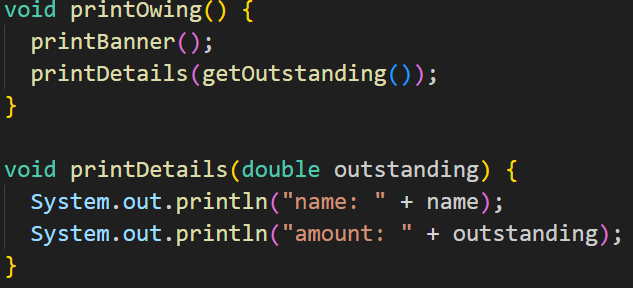 void printOwing() {
  printBanner();
  printDetails(getOutstanding());
}

void printDetails(double outstanding) {
  System.out.println("name: " + name);
  System.out.println("amount: " + outstanding);
}